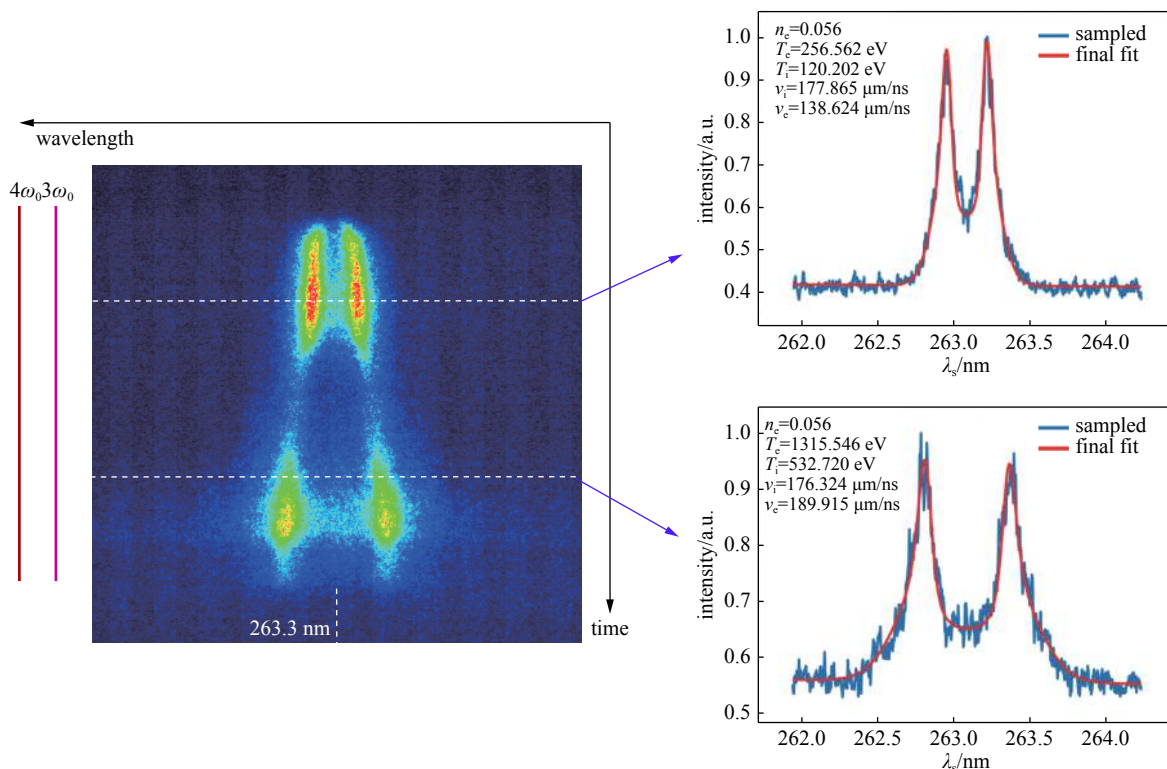 wavelength
4ω₀ 3ω₀
263.3 nm
time
nₑ=0.056
Tₑ=256.562 eV
Tᵢ=120.202 eV
vᵢ=177.865 μm/ns
vₑ=138.624 μm/ns
sampled
final fit
intensity/a.u.
1.0
0.9
0.8
0.7
0.6
0.5
0.4
262.0 262.5 263.0 263.5 264.0
λₛ/nm
nₑ=0.056
Tₑ=1315.546 eV
Tᵢ=532.720 eV
vᵢ=176.324 μm/ns
vₑ=189.915 μm/ns
sampled
final fit
intensity/a.u.
1.0
0.9
0.8
0.7
0.6
0.5
262.0 262.5 263.0 263.5 264.0
λₛ/nm